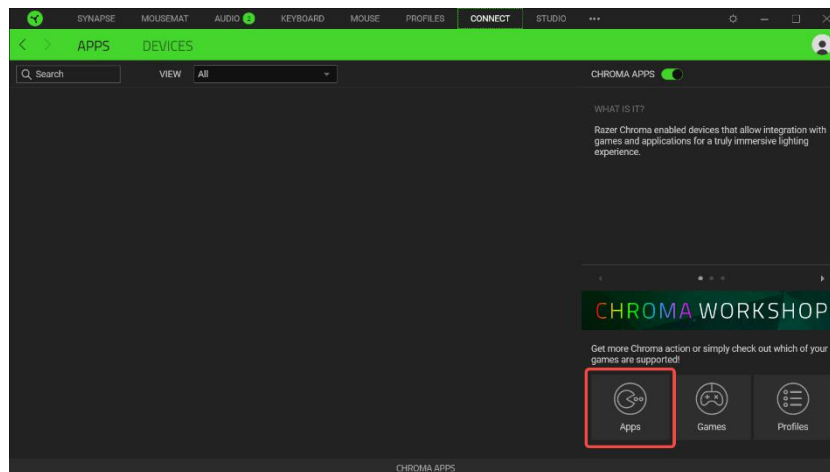 SYNAPSE MOUSEMAT AUDIO 2 KEYBOARD MOUSE PROFILES CONNECT STUDIO •••
APPS DEVICES
Search VIEW All CHROMA APPS
WHAT IS IT?
Razer Chroma enabled devices that allow integration with
games and applications for a truly immersive lighting
experience.
CHROMA WORKSHOP
Get more Chroma action or simply check out which of your
games are supported!
Apps Games Profiles
CHROMA APPS